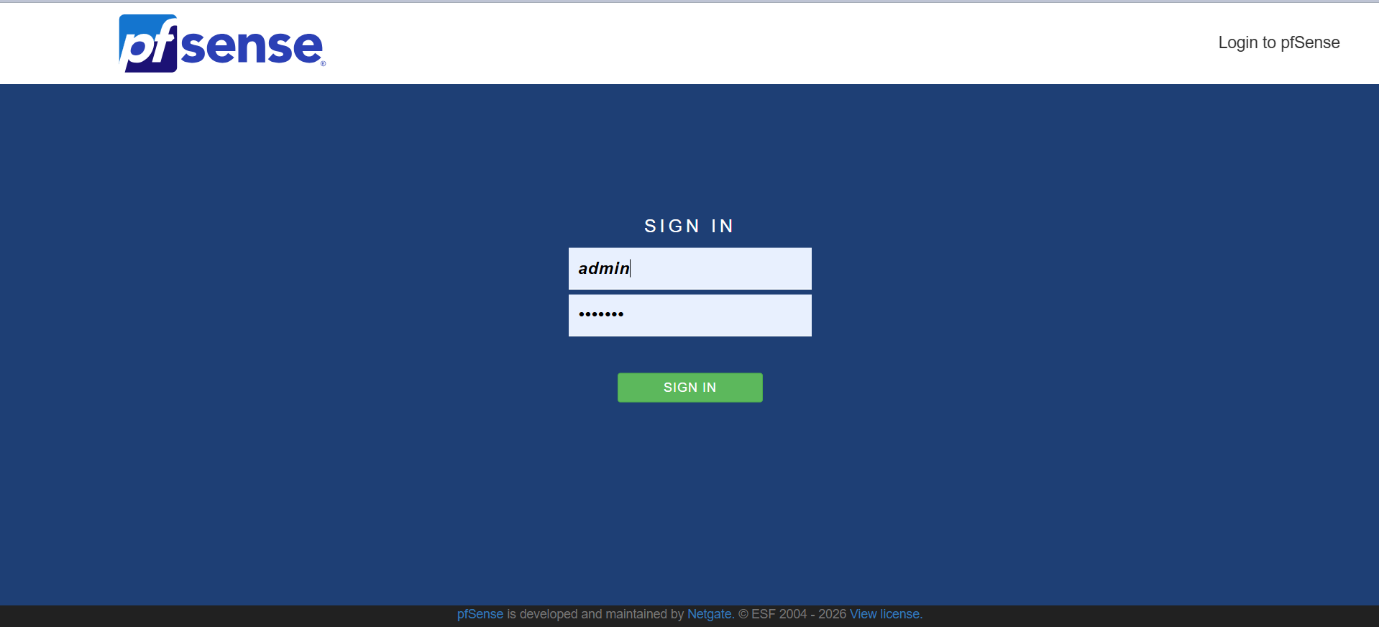 pfsense®
Login to pfSense
SIGN IN
admin
•••••••
SIGN IN
pfSense is developed and maintained by Netgate. © ESF 2004 - 2026 View license.